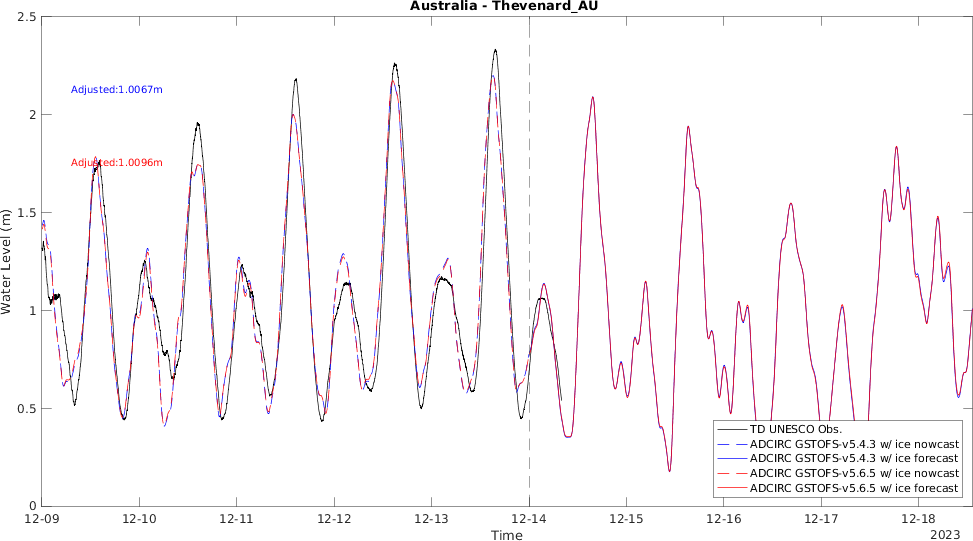 Australia - Thevenard_AU
2.5
2
1.5
1
0.5
0
Water Level (m)
Adjusted:1.0067m
Adjusted:1.0096m
TD UNESCO Obs.
ADCIRC GSTOFS-v5.4.3 w/ ice nowcast
ADCIRC GSTOFS-v5.4.3 w/ ice forecast
ADCIRC GSTOFS-v5.6.5 w/ ice nowcast
ADCIRC GSTOFS-v5.6.5 w/ ice forecast
12-09 12-10 12-11 12-12 12-13 12-14 12-15 12-16 12-17 12-18
Time
2023